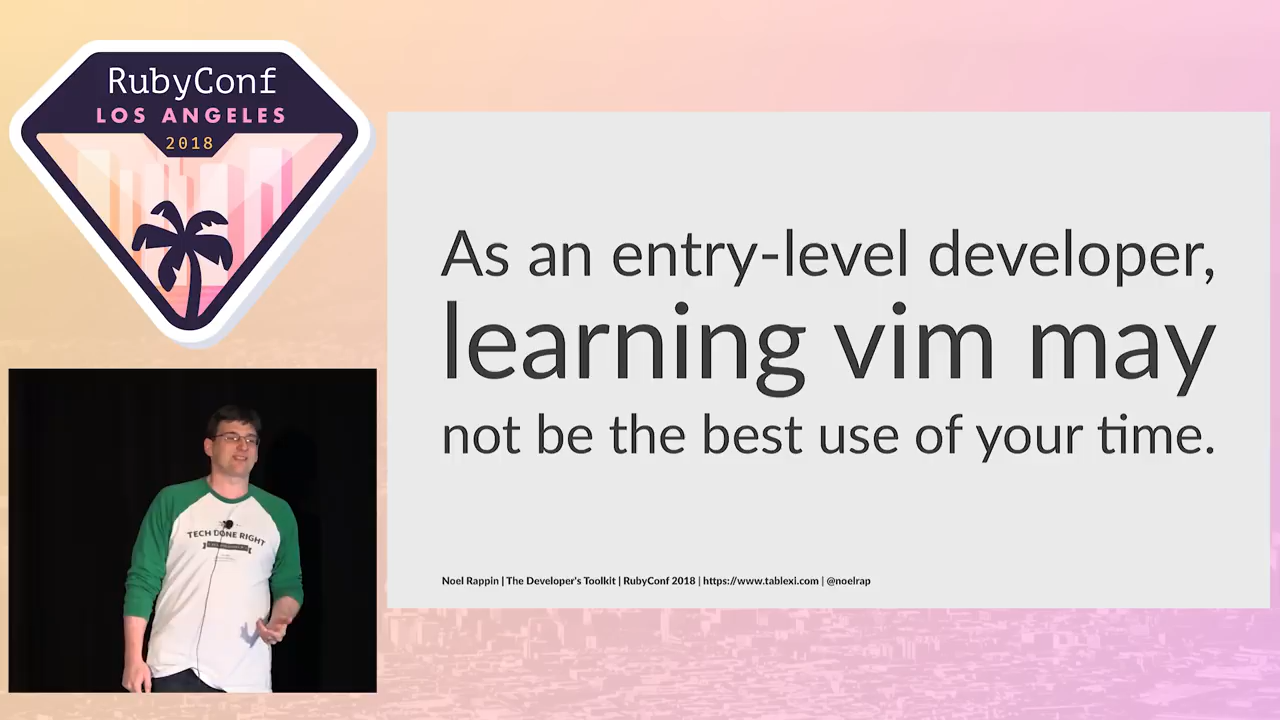 RubyConf
LOS ANGELES
2018
As an entry-level developer,
learning vim may
not be the best use of your time.
TECH DONE RIGHT
Noel Rappin | The Developer's Toolkit | RubyConf 2018 | https://www.tablexi.com | @noelrap